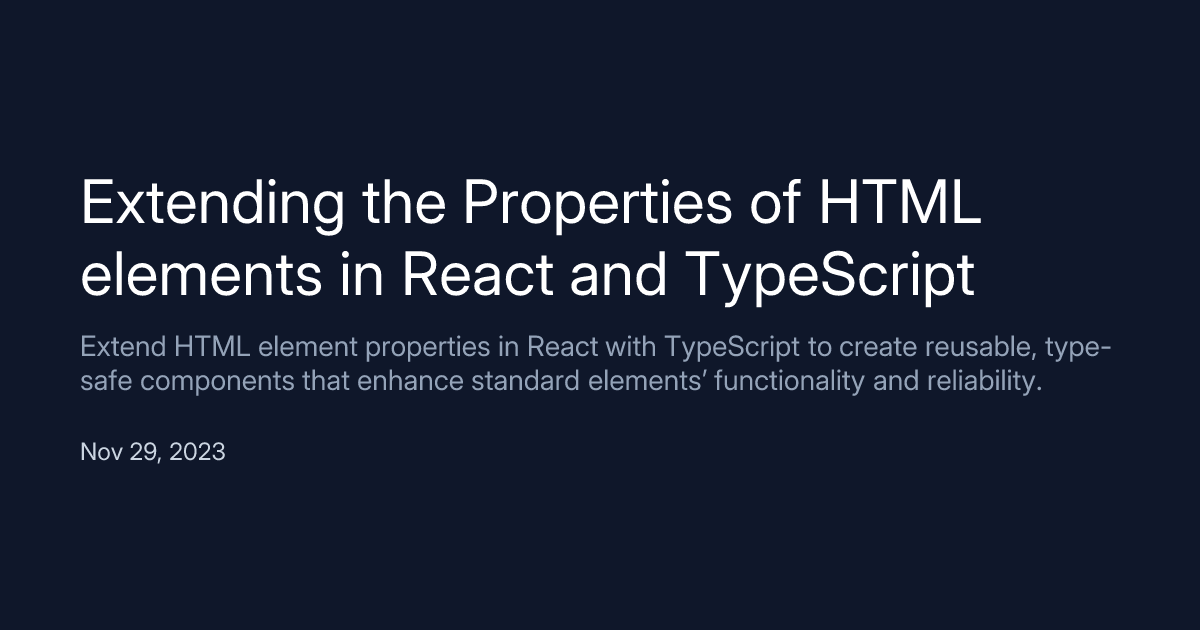 Extending the Properties of HTML
elements in React and TypeScript
Extend HTML element properties in React with TypeScript to create reusable, type-
safe components that enhance standard elements’ functionality and reliability.
Nov 29, 2023